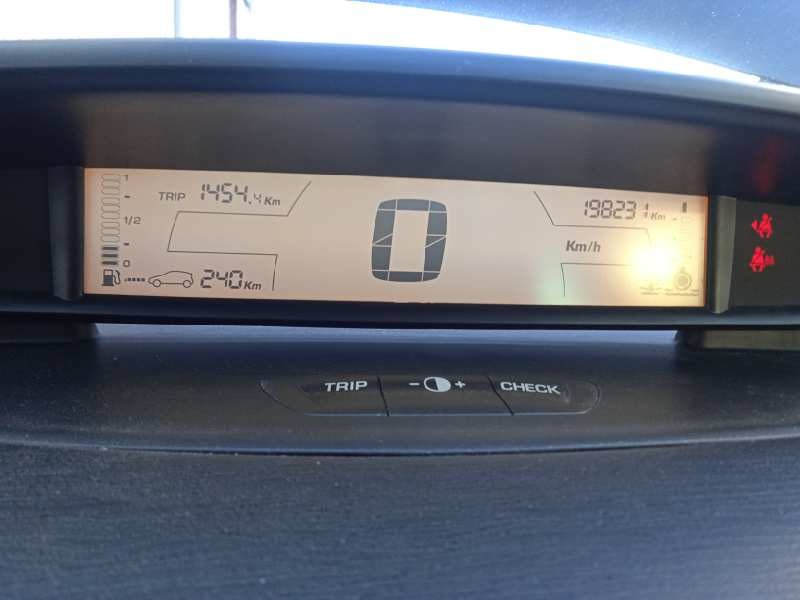 1
TRIP 1454.4 Km
198231 Km
1/2
0
Km/h
0
240 Km
TRIP
- +
CHECK